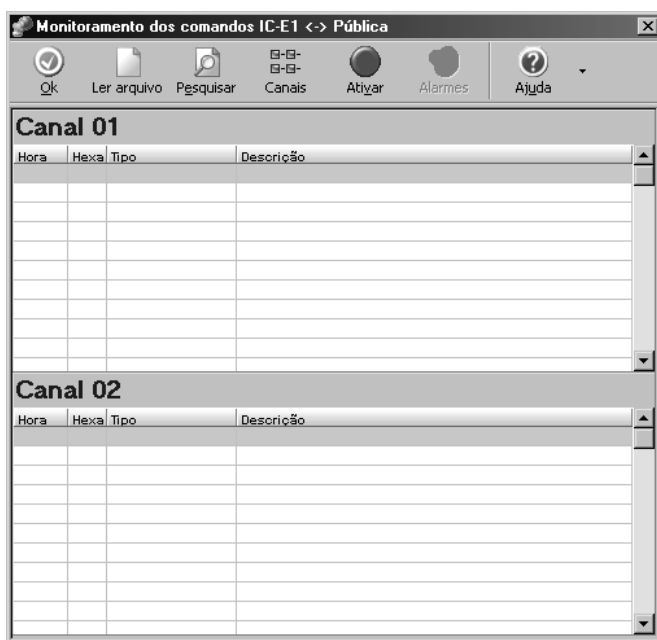 Monitoramento dos comandos IC-E1 <-> Pública
Ok Ler arquivo Pesquisar Canais Ativar Alarmes Ajuda
Canal 01
Hora Hexa Tipo Descrição
Canal 02
Hora Hexa Tipo Descrição